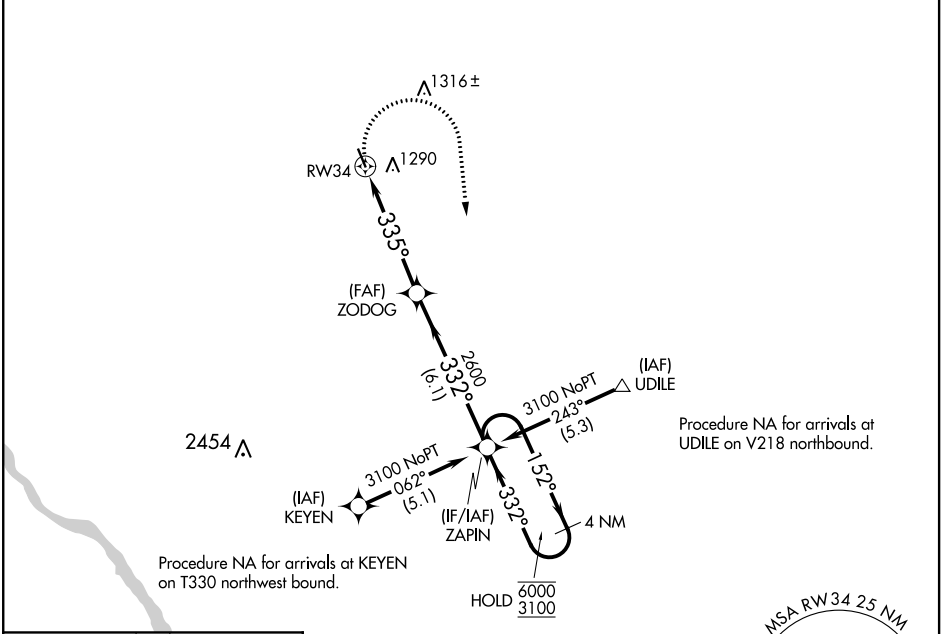 1316±
1290
RW34
335°
(FAF)
ZODOG
2600
332°
(6.1)
(IAF)
UDILE
3100 NoPT
243°
(5.3)
Procedure NA for arrivals at
UDILE on V218 northbound.
2454
3100 NoPT
062°
(5.1)
152°
(IAF)
KEYEN
(IF/IAF)
ZAPIN
332°
4 NM
Procedure NA for arrivals at KEYEN
on T330 northwest bound.
HOLD
6000
3100
MSA RW34 25 NM